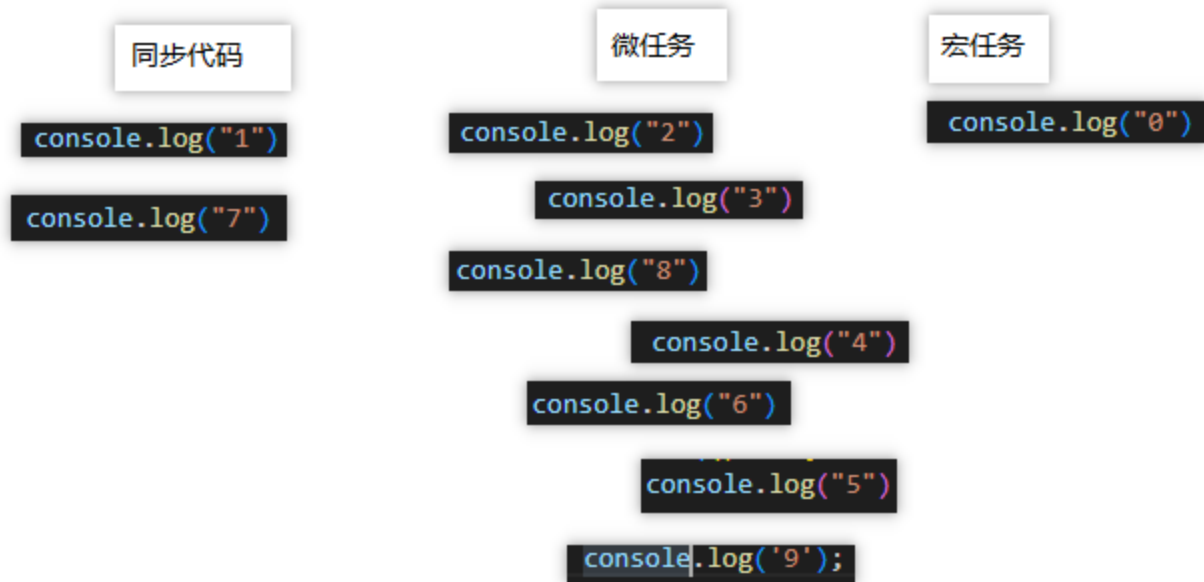 同步代码
微任务
宏任务
console.log("1")
console.log("2")
console.log("0")
console.log("7")
console.log("3")
console.log("8")
console.log("4")
console.log("6")
console.log("5")
console.log('9');